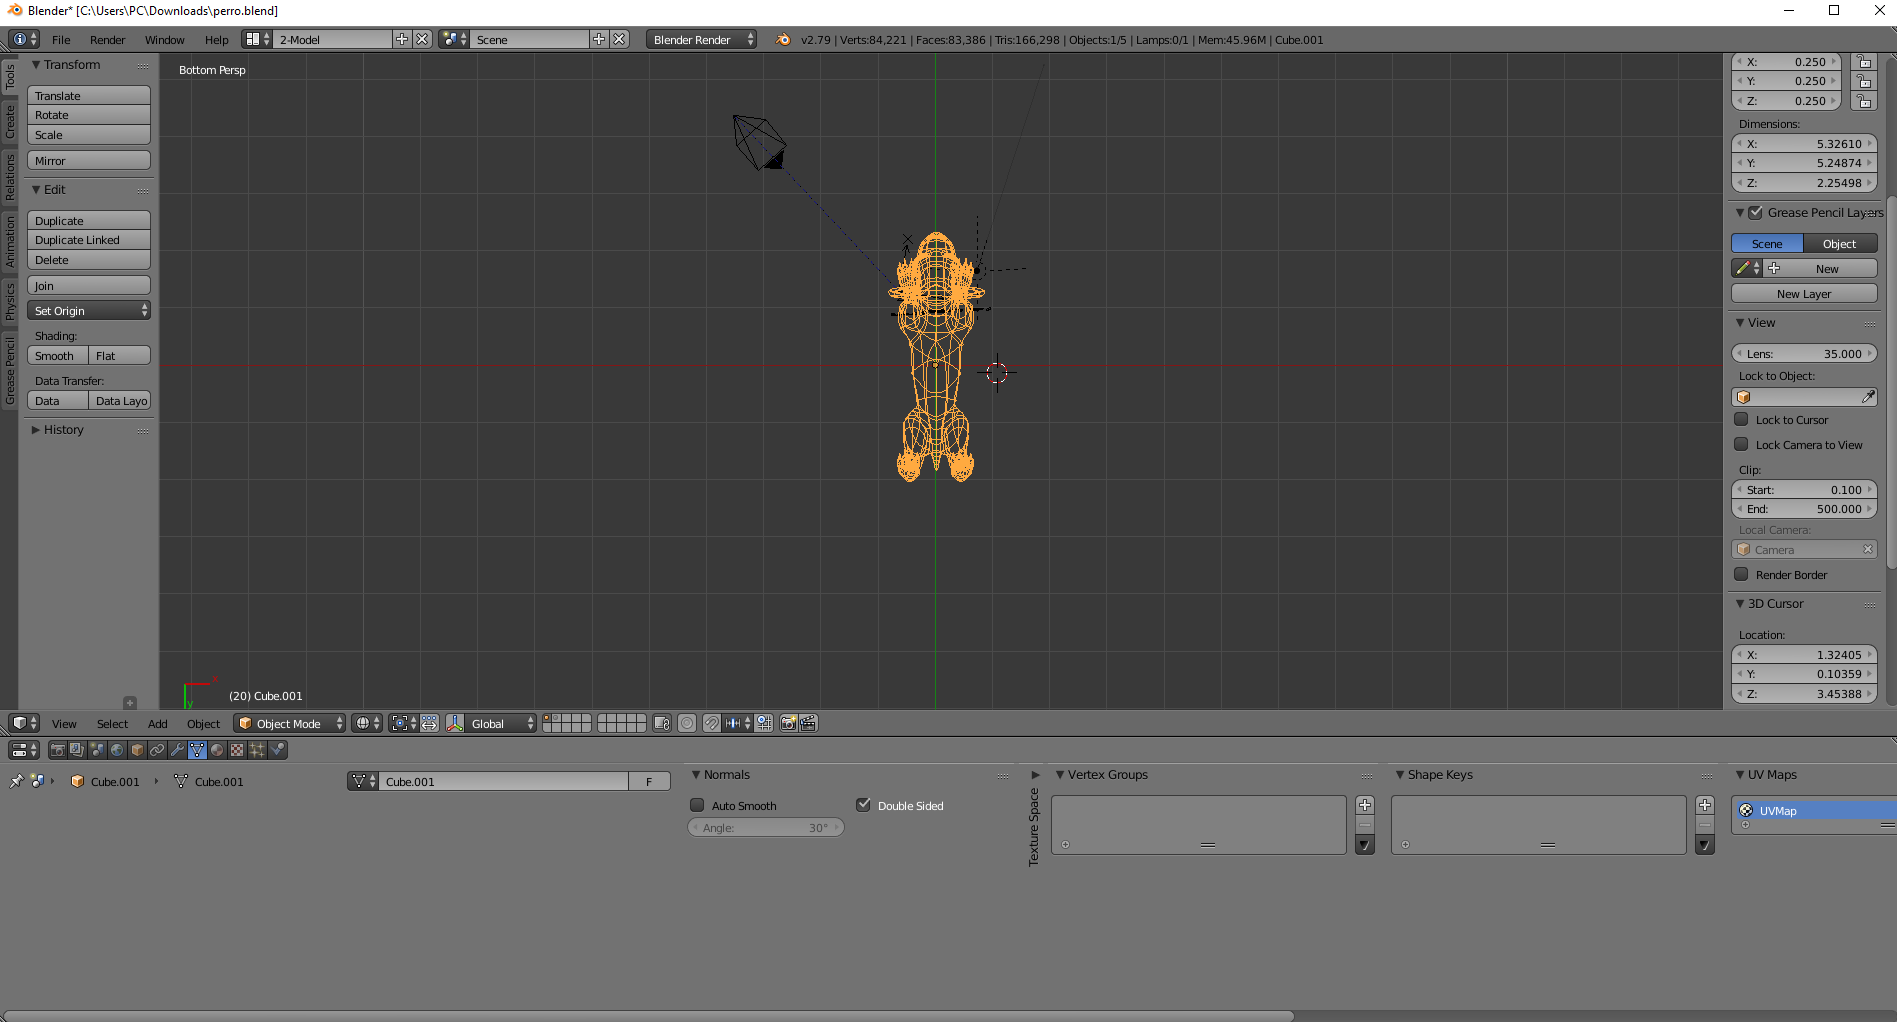 Blender* [C:\Users\PC\Downloads\perro.blend]
File Render Window Help 2-Model Scene Blender Render v2.79 | Verts:84,221 | Faces:83,386 | Tris:166,298 | Objects:1/5 | Lamps:0/1 | Mem:45.96M | Cube.001
Tools
Create
Relations
Animation
Physics
Grease Pencil
Transform
Translate
Rotate
Scale
Mirror
Edit
Duplicate
Duplicate Linked
Delete
Join
Set Origin
Shading:
Smooth Flat
Data Transfer:
Data Data Layo
History
Bottom Persp
x
y
(20) Cube.001
X: 0.250
Y: 0.250
Z: 0.250
Dimensions:
X: 5.32610
Y: 5.24874
Z: 2.25498
Grease Pencil Layers
Scene Object
New
New Layer
View
Lens: 35.000
Lock to Object:
Lock to Cursor
Lock Camera to View
Clip:
Start: 0.100
End: 500.000
Local Camera:
Camera
Render Border
3D Cursor
Location:
X: 1.32405
Y: 0.10359
Z: 3.45388
View Select Add Object Object Mode Global
Cube.001 Cube.001
Cube.001 F
Normals
Auto Smooth Double Sided
Angle: 30°
Texture Space
Vertex Groups
Shape Keys
UV Maps
UVMap